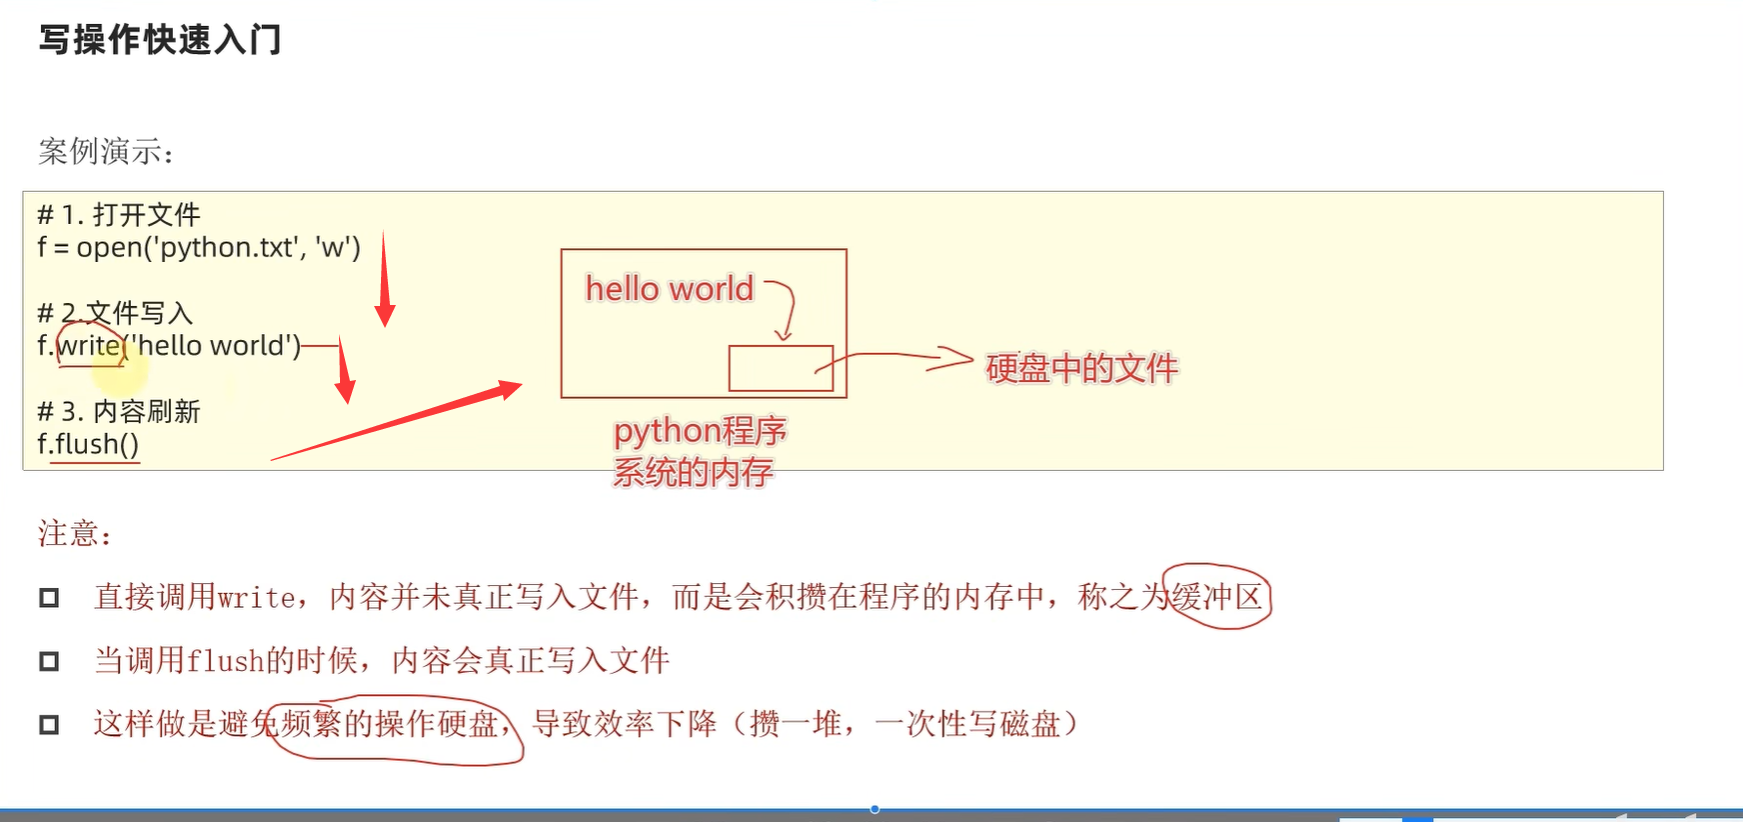 写操作快速入门
案例演示：
# 1. 打开文件
f = open('python.txt', 'w')
# 2.文件写入
f.write('hello world')
# 3. 内容刷新
f.flush()
hello world
硬盘中的文件
python程序
系统的内存
注意：
直接调用write，内容并未真正写入文件，而是会积攒在程序的内存中，称之为缓冲区
当调用flush的时候，内容会真正写入文件
这样做是避免频繁的操作硬盘，导致效率下降（攒一堆，一次性写磁盘）